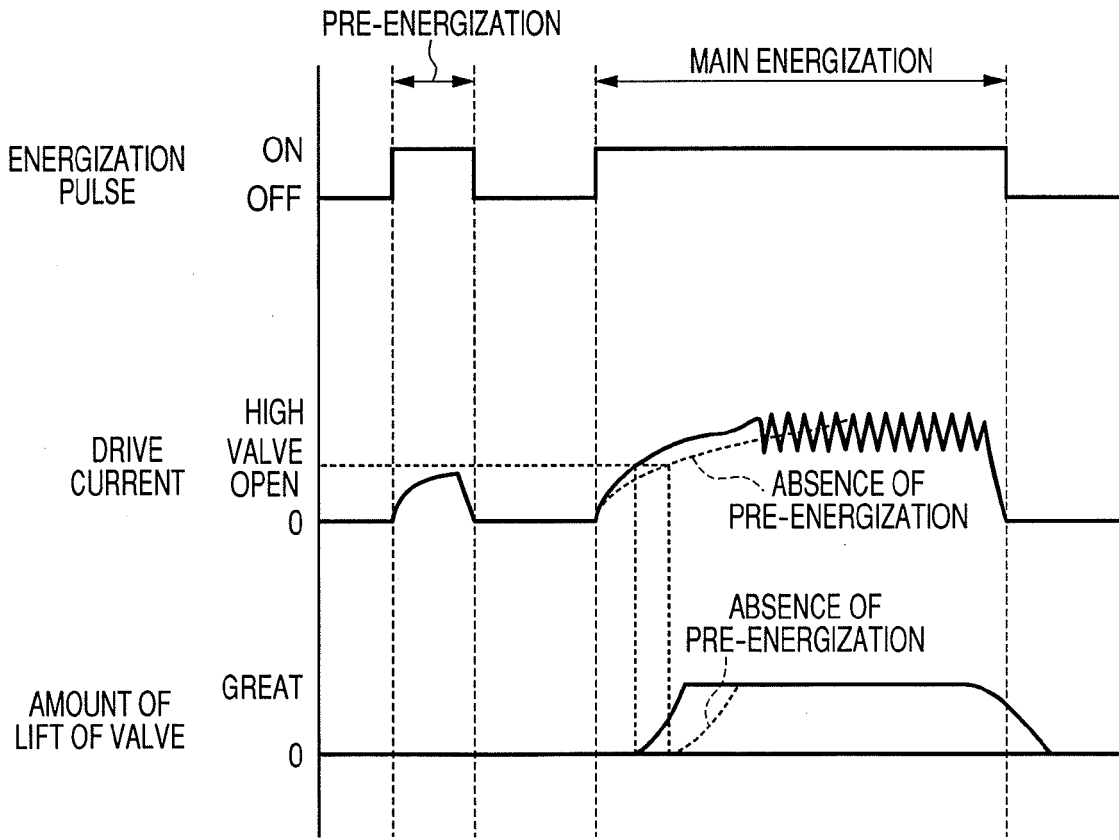 PRE-ENERGIZATION
MAIN ENERGIZATION
ENERGIZATION
PULSE
ON
OFF
DRIVE
CURRENT
HIGH
VALVE
OPEN
0
ABSENCE OF
PRE-ENERGIZATION
ABSENCE OF
PRE-ENERGIZATION
AMOUNT OF
LIFT OF VALVE
GREAT
0